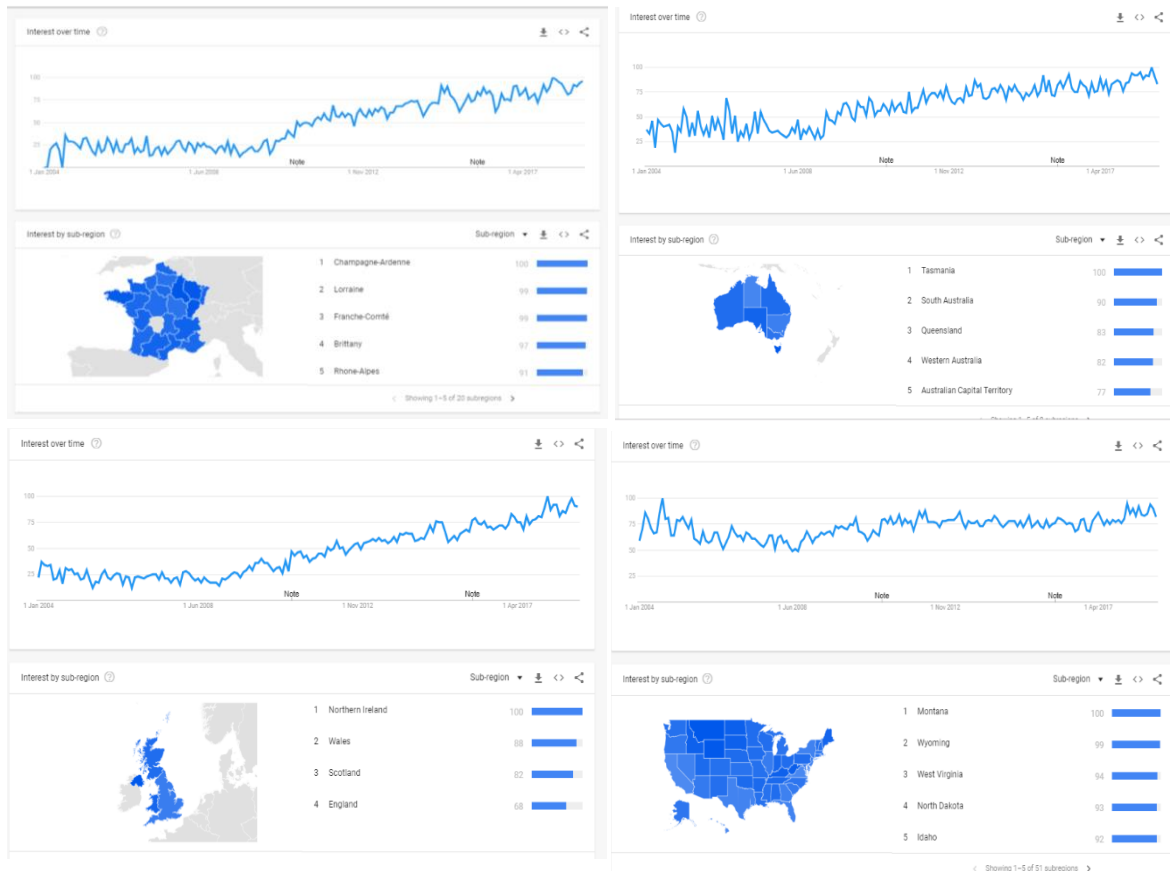 Interest over time
100
75
50
25
Note
Note
1 Jan 2004
1 Jun 2008
1 Nov 2012
1 Apr 2017
Interest by sub-region
Sub-region
1 Champagne-Ardenne 100
2 Lorraine 99
3 Franche-Comté 99
4 Brittany 97
5 Rhone-Alpes 91
Showing 1–5 of 20 subregions
Interest over time
100
75
50
25
Note
Note
1 Jan 2004
1 Jun 2008
1 Nov 2012
1 Apr 2017
Interest by sub-region
Sub-region
1 Tasmania 100
2 South Australia 90
3 Queensland 83
4 Western Australia 82
5 Australian Capital Territory 77
Interest over time
100
75
50
25
Note
Note
1 Jan 2004
1 Jun 2008
1 Nov 2012
1 Apr 2017
Interest by sub-region
Sub-region
1 Northern Ireland 100
2 Wales 88
3 Scotland 82
4 England 68
Interest over time
100
75
50
25
Note
Note
1 Jan 2004
1 Jun 2008
1 Nov 2012
1 Apr 2017
Interest by sub-region
Sub-region
1 Montana 100
2 Wyoming 99
3 West Virginia 94
4 North Dakota 93
5 Idaho 92
Showing 1–5 of 51 subregions